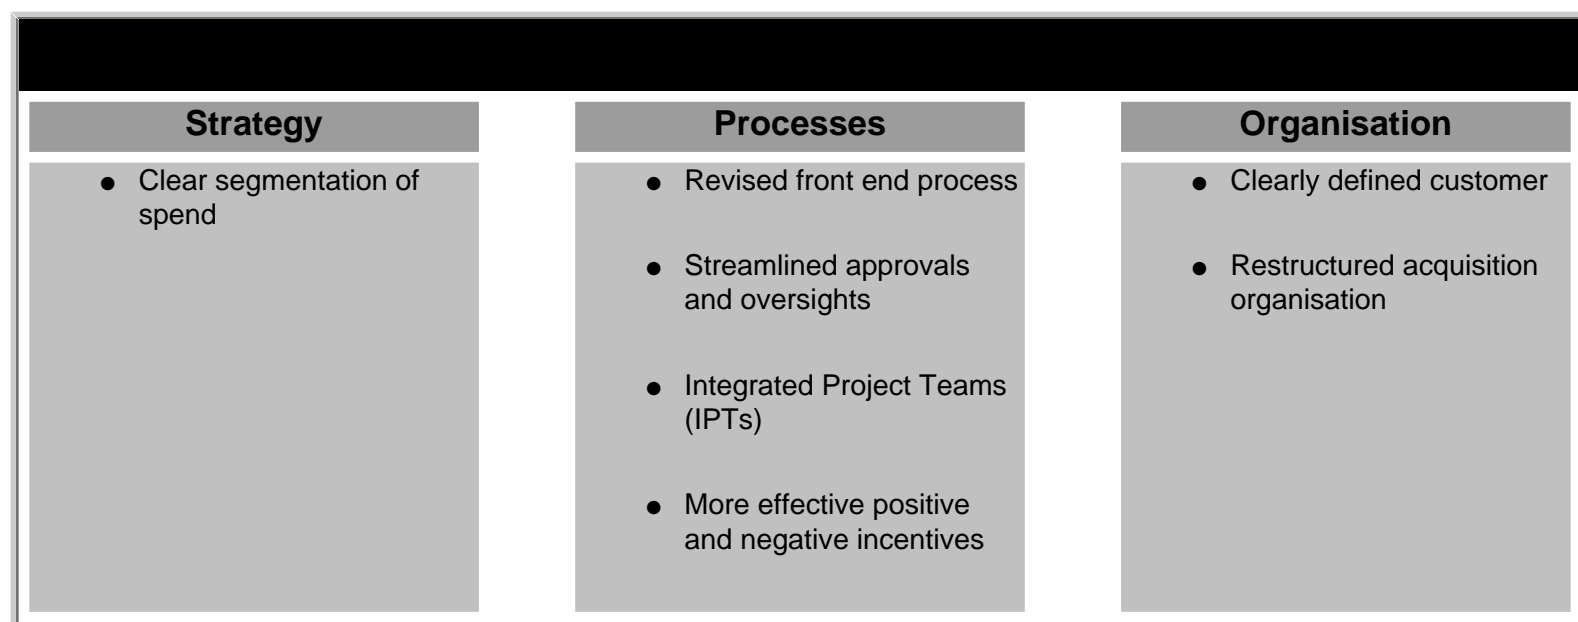 Strategy
● Clear segmentation of
spend
Processes
● Revised front end process
● Streamlined approvals
and oversights
● Integrated Project Teams
(IPTs)
● More effective positive
and negative incentives
Organisation
● Clearly defined customer
● Restructured acquisition
organisation